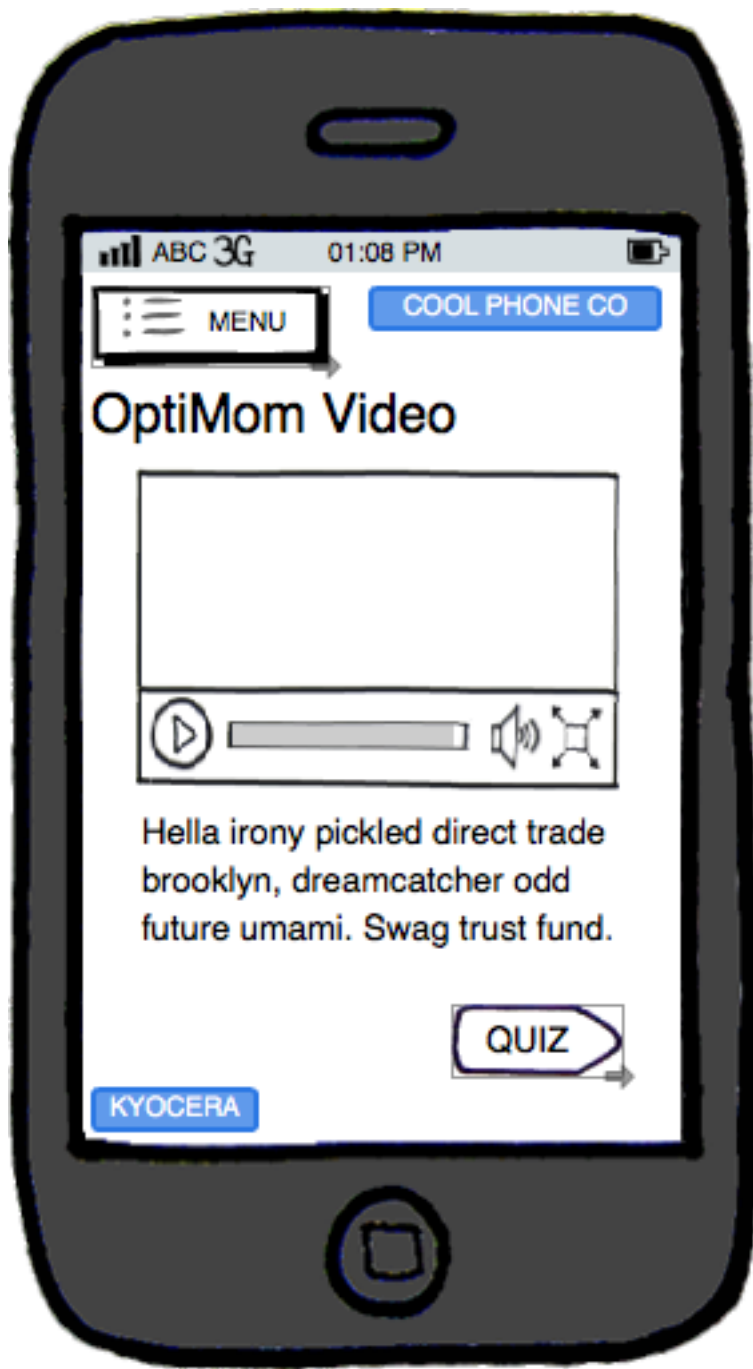 ABC 3G 01:08 PM
MENU
COOL PHONE CO
OptiMom Video
Hella irony pickled direct trade
brooklyn, dreamcatcher odd
future umami. Swag trust fund.
QUIZ
KYOCERA